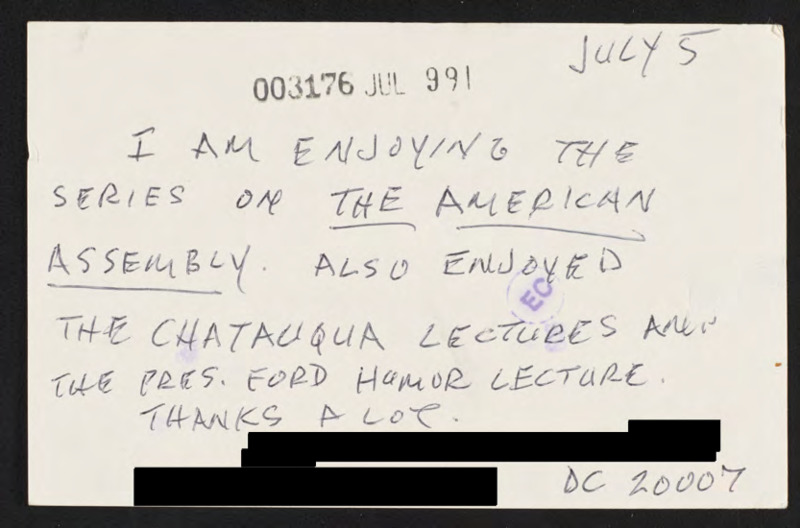 JULY 5
003176 JUL 991
I AM ENJOYING THE
SERIES ON THE AMERICAN
ASSEMBLY. ALSO ENJOYED
EC
THE CHATAUQUA LECTURES AND
THE PRES. FORD HUMOR LECTURE.
THANKS A LOT.
DC 20007